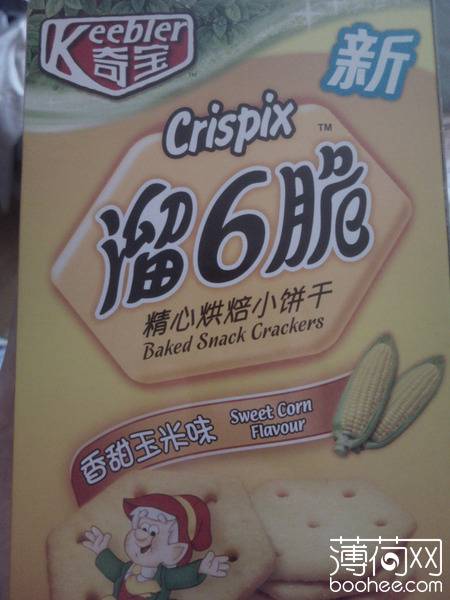 Keebler
奇宝
TM
新
Crispix TM
溜6脆
精心烘焙小饼干
Baked Snack Crackers
香甜玉米味
Sweet Corn
Flavour
薄荷网
boohee.com